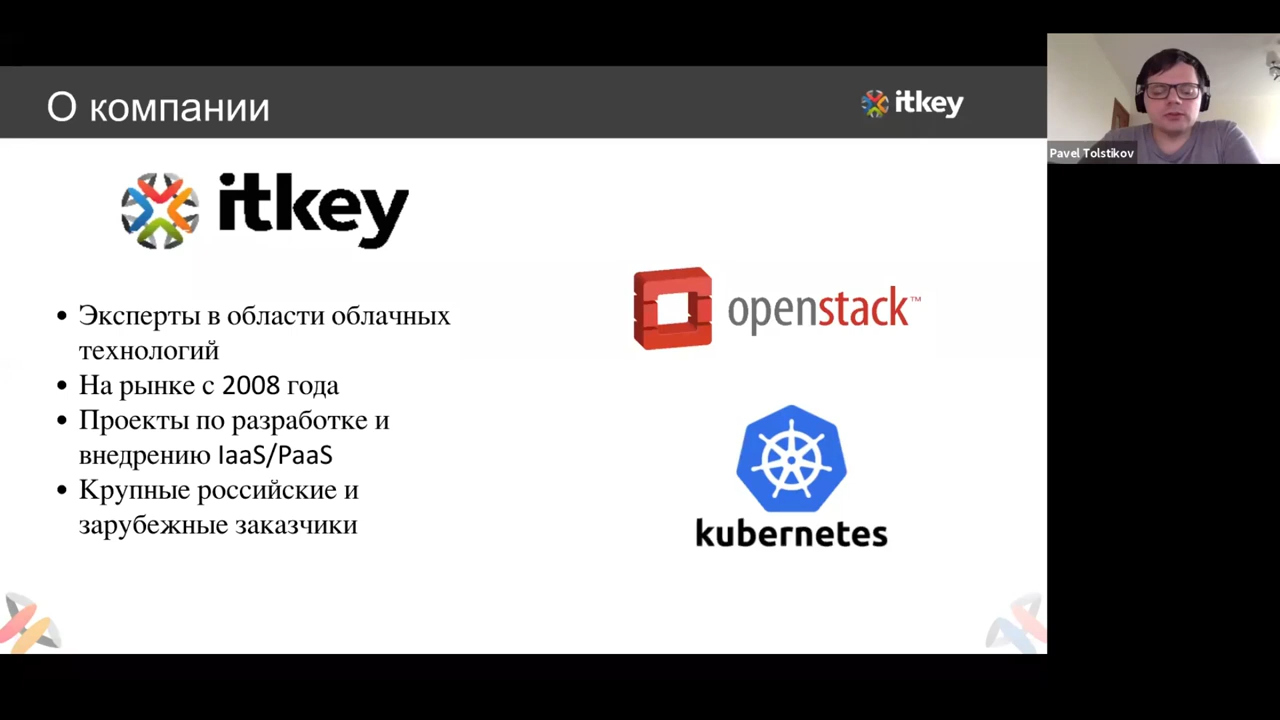 О компании
itkey
Pavel Tolstikov
itkey
openstack™
Эксперты в области облачных
технологий
На рынке с 2008 года
Проекты по разработке и
внедрению IaaS/PaaS
Крупные российские и
зарубежные заказчики
kubernetes